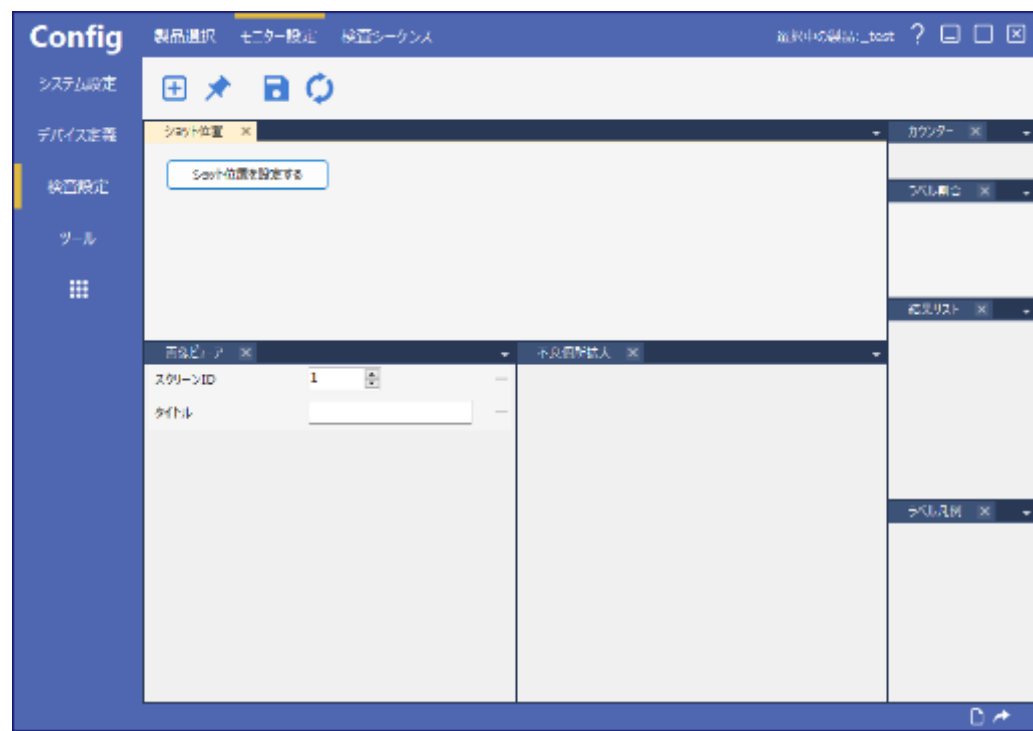 Config
製品選択 モニター設定 検査シーケンス
選択中の製品:_test
システム設定
デバイス定義
検査設定
ツール
ショット位置
ショット位置を設定する
カウンター
ラベル割合
結果リスト
画像ビューア
不良個所拡大
スクリーンID
1
タイトル
ラベル凡例